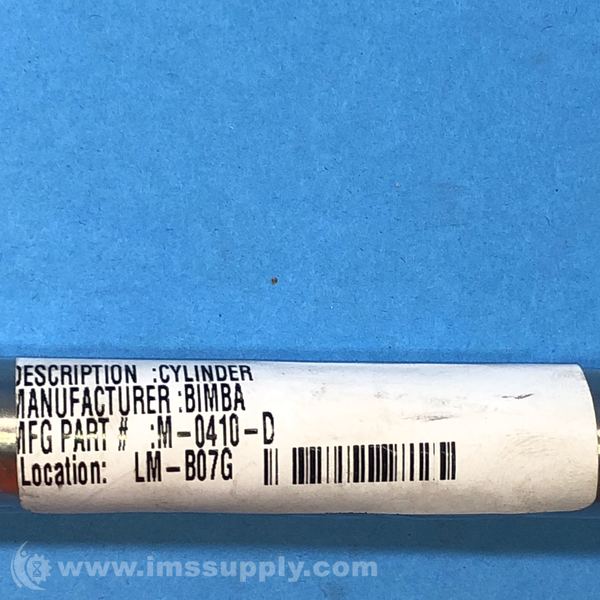 DESCRIPTION :CYLINDER
MANUFACTURER :BIMBA
MFG PART # :M-0410-D
Location: LM-B07G
www.imssupply.com